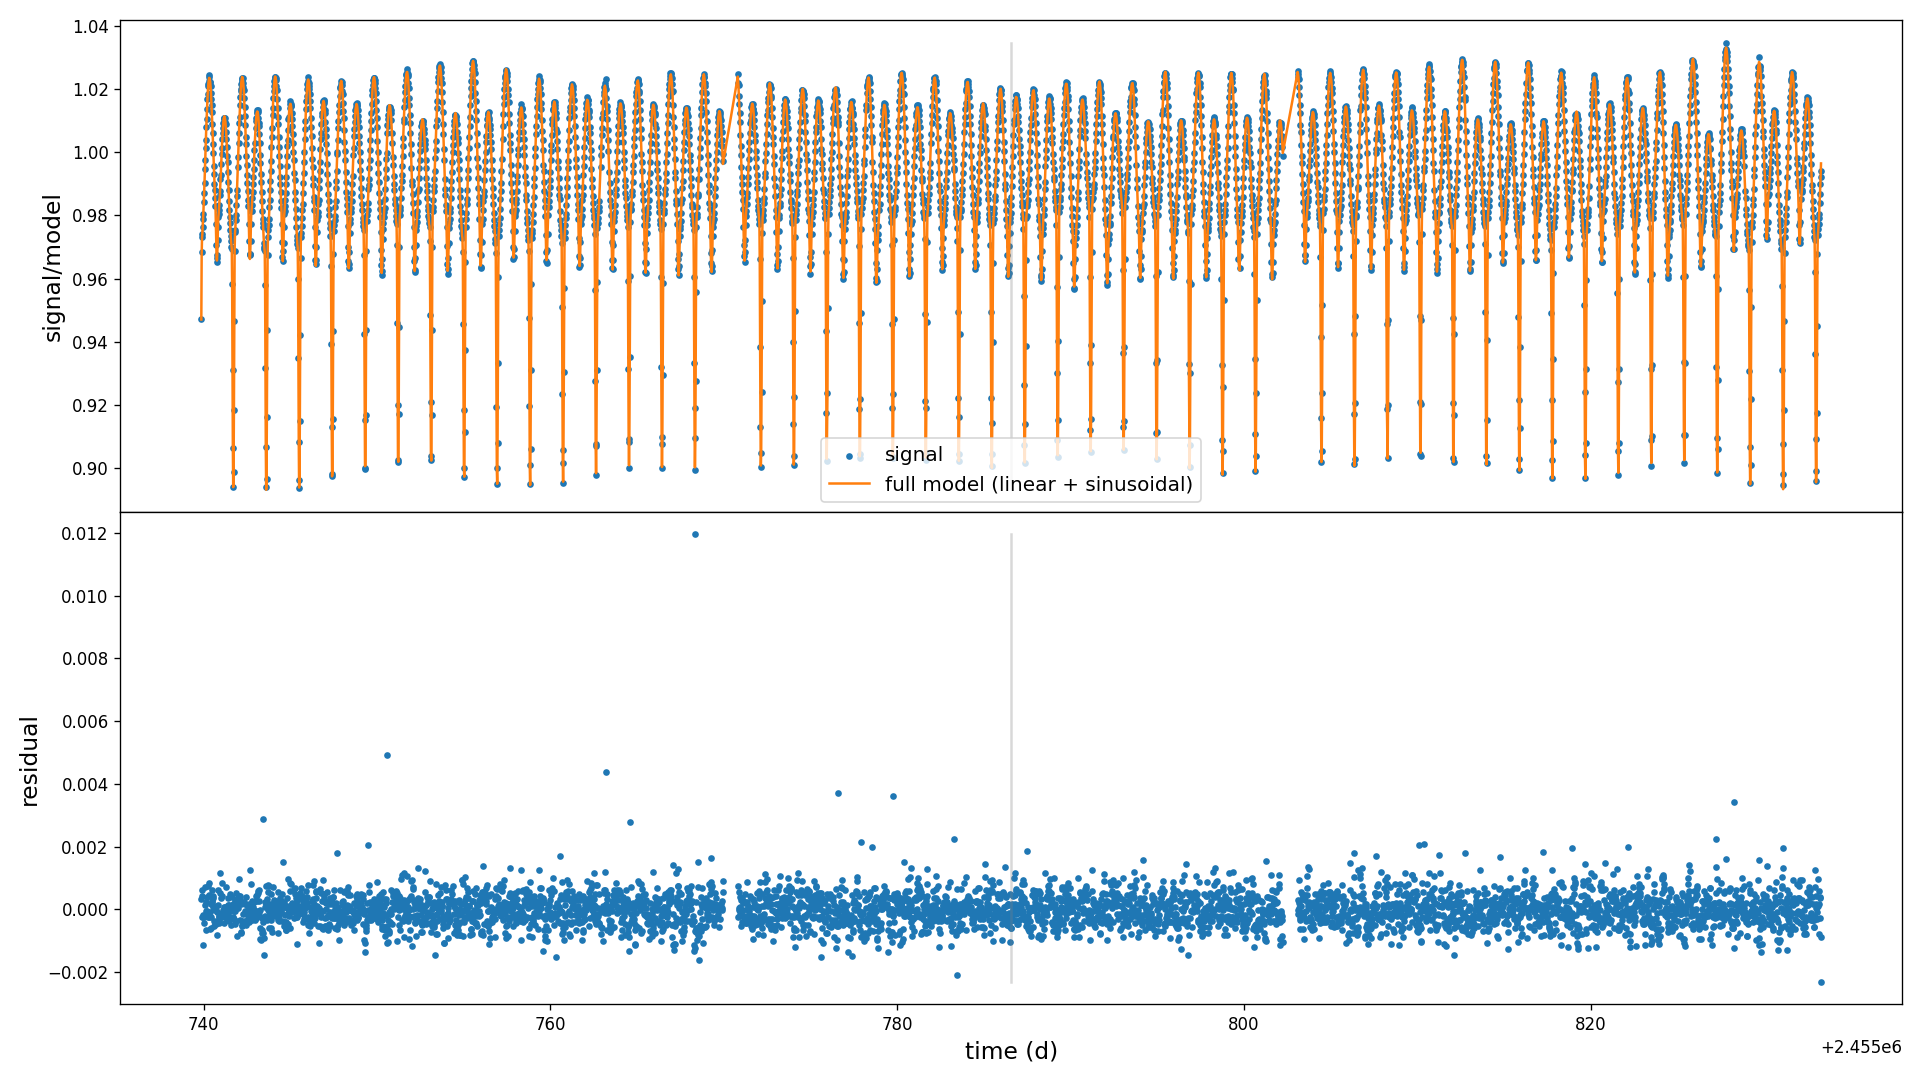 1.04
1.02
1.00
0.98
0.96
0.94
0.92
0.90
signal/model
signal
full model (linear + sinusoidal)
0.012
0.010
0.008
0.006
0.004
0.002
0.000
−0.002
residual
740 760 780 800 820
time (d)
+2.455e6